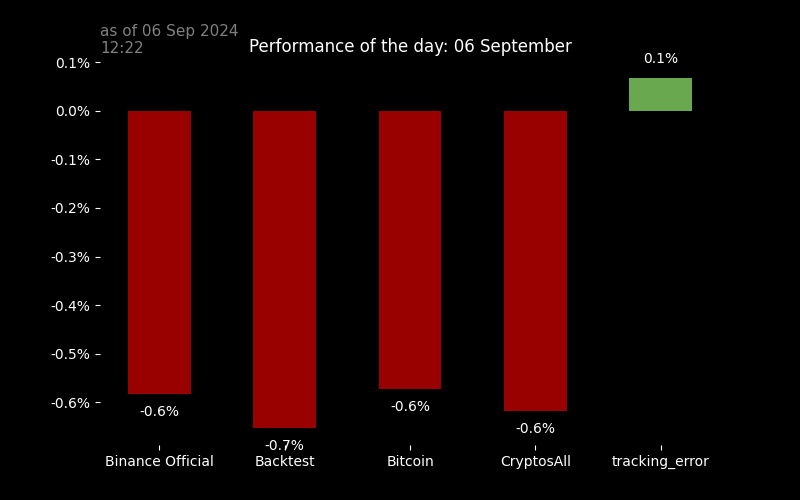 as of 06 Sep 2024
12:22
Performance of the day: 06 September
0.1%
0.1%
0.0%
-0.1%
-0.2%
-0.3%
-0.4%
-0.5%
-0.6%
-0.6%
-0.7%
-0.6%
-0.6%
Binance Official
Backtest
Bitcoin
CryptosAll
tracking_error